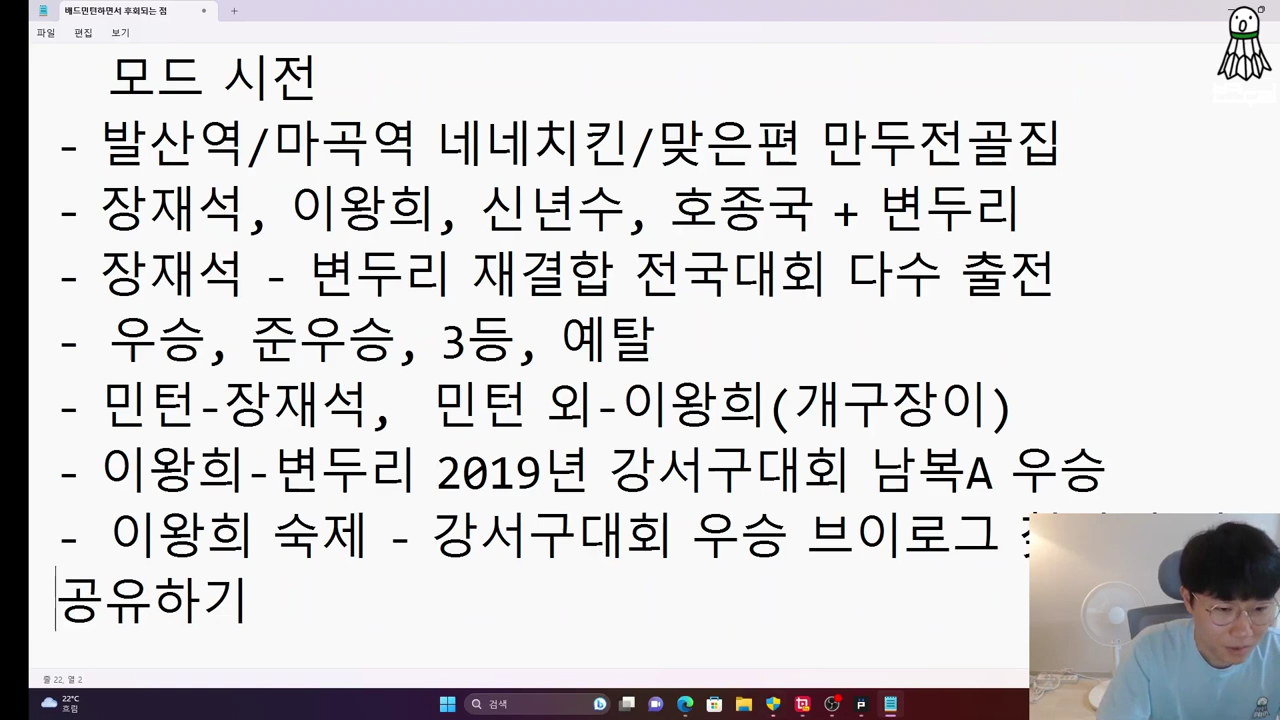 배드민턴하면서 후회되는 점
파일 편집 보기
모드 시전
- 발산역/마곡역 네네치킨/맞은편 만두전골집
- 장재석, 이왕희, 신년수, 호종국 + 변두리
- 장재석 - 변두리 재결합 전국대회 다수 출전
- 우승, 준우승, 3등, 예탈
- 민턴-장재석, 민턴 외-이왕희(개구장이)
- 이왕희-변두리 2019년 강서구대회 남복A 우승
- 이왕희 숙제 - 강서구대회 우승 브이로그
공유하기
줄 22, 열 2
22°C
흐림
검색